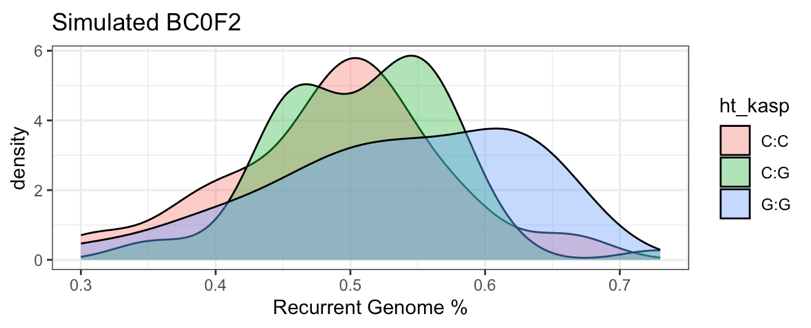 Simulated BC0F2
density
6
4
2
0
0.3 0.4 0.5 0.6 0.7
Recurrent Genome %
ht_kasp
C:C
C:G
G:G